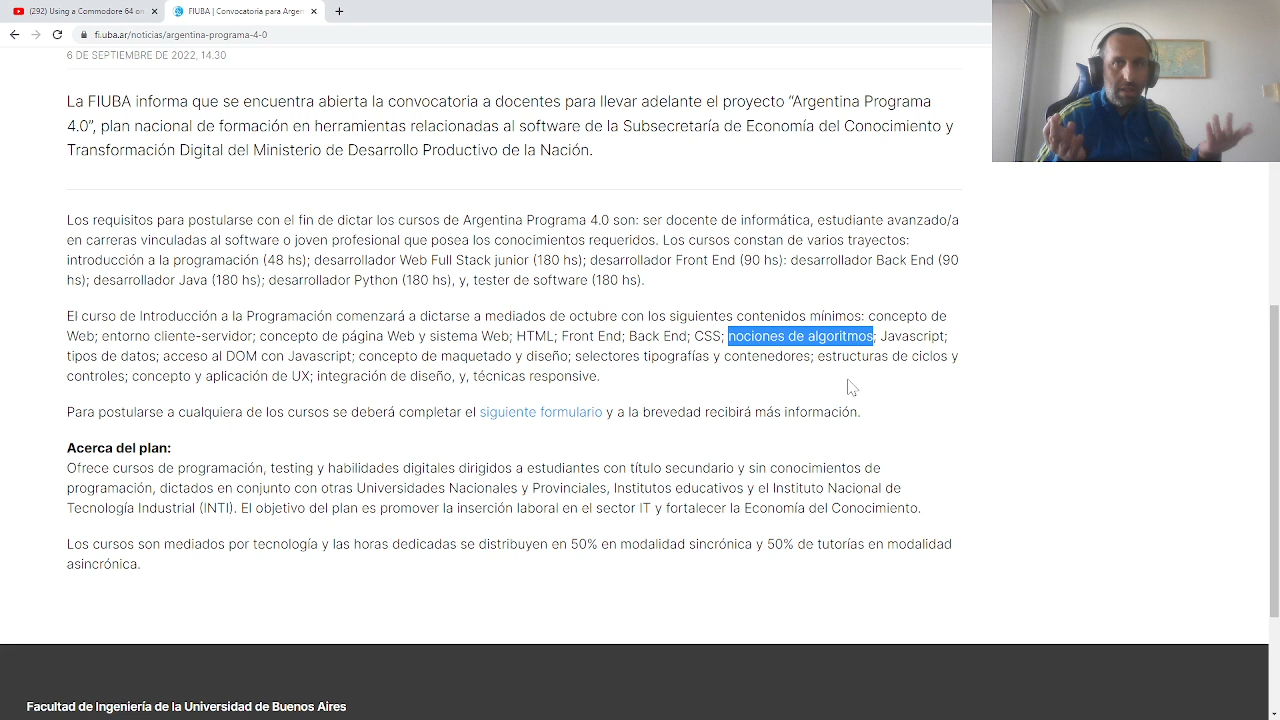 (292) Using a Commodore 64 on
FIUBA | Convocatoria para Argen
fi.uba.ar/noticias/argentina-programa-4-0
6 DE SEPTIEMBRE DE 2022, 14.30
La FIUBA informa que se encuentra abierta la convocatoria a docentes para llevar adelante el proyecto “Argentina Programa
4.0”, plan nacional de formación en herramientas relacionadas al software de la Subsecretaría de Economía del Conocimiento y
Transformación Digital del Ministerio de Desarrollo Productivo de la Nación.
Los requisitos para postularse con el fin de dictar los cursos de Argentina Programa 4.0 son: ser docente de informática, estudiante avanzado/a
en carreras vinculadas al software o joven profesional que posea los conocimientos requeridos. Los cursos constan de varios trayectos:
introducción a la programación (48 hs); desarrollador Web Full Stack junior (180 hs); desarrollador Front End (90 hs): desarrollador Back End (90
hs); desarrollador Java (180 hs); desarrollador Python (180 hs), y, tester de software (180 hs).
El curso de Introducción a la Programación comenzará a dictarse a mediados de octubre con los siguientes contenidos mínimos: concepto de
Web; entorno cliente-servidor; concepto de página Web y sistema Web; HTML; Front End; Back End; CSS; nociones de algoritmos; Javascript;
tipos de datos; acceso al DOM con Javascript; concepto de maquetado y diseño; selectores tipografías y contenedores; estructuras de ciclos y
controles; concepto y aplicación de UX; integración de diseño, y, técnicas responsive.
Para postularse a cualquiera de los cursos se deberá completar el siguiente formulario y a la brevedad recibirá más información.
Acerca del plan:
Ofrece cursos de programación, testing y habilidades digitales dirigidos a estudiantes con título secundario y sin conocimientos de
programación, dictados en conjunto con otras Universidades Nacionales y Provinciales, Institutos educativos y el Instituto Nacional de
Tecnología Industrial (INTI). El objetivo del plan es promover la inserción laboral en el sector IT y fortalecer la Economía del Conocimiento.
Los cursos son mediados por tecnología y las horas dedicadas se distribuyen en 50% en modalidad sincrónica y 50% de tutorías en modalidad
asincrónica.
Facultad de Ingeniería de la Universidad de Buenos Aires